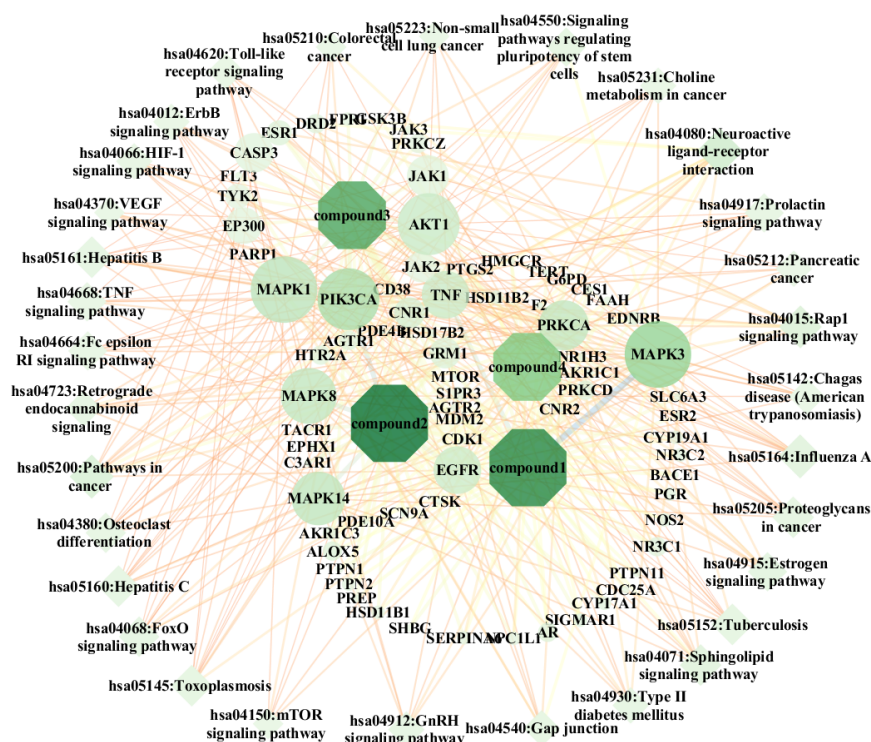 hsa05223:Non-small
cell lung cancer
hsa04550:Signaling
pathways regulating
pluripotency of stem
cells
hsa05210:Colorectal
cancer
hsa04620:Toll-like
receptor signaling
pathway
hsa05231:Choline
metabolism in cancer
hsa04012:ErbB
signaling pathway
hsa04080:Neuroactive
ligand-receptor
interaction
hsa04066:HIF-1
signaling pathway
hsa04917:Prolactin
signaling pathway
hsa04370:VEGF
signaling pathway
hsa05161:Hepatitis B
hsa05212:Pancreatic
cancer
hsa04668:TNF
signaling pathway
hsa04015:Rap1
signaling pathway
hsa04664:Fc epsilon
RI signaling pathway
hsa04723:Retrograde
endocannabinoid
signaling
hsa05142:Chagas
disease (American
trypanosomiasis)
hsa05200:Pathways in
cancer
hsa05164:Influenza A
hsa04380:Osteoclast
differentiation
hsa05205:Proteoglycans
in cancer
hsa05160:Hepatitis C
hsa04915:Estrogen
signaling pathway
hsa04068:FoxO
signaling pathway
hsa05152:Tuberculosis
hsa05145:Toxoplasmosis
hsa04071:Sphingolipid
signaling pathway
hsa04150:mTOR
signaling pathway
hsa04912:GnRH
signaling pathway
hsa04540:Gap junction
hsa04930:Type II
diabetes mellitus
DRD2
GSK3B
ESR1
JAK3
PRKCZ
CASP3
FLT3
TYK2
EP300
PARP1
JAK1
compound3
AKT1
JAK2
MAPK1
PIK3CA
CD38
TNF
PTGS2
HMGCR
TERT
G6PD
CES1
FAAH
EDNRB
HSD11B2
F2
CNR1
PRKCA
PDE4B
HSD17B2
AGTR1
HTR2A
GRM1
compound4
NR1H3
AKR1C1
PRKCD
CNR2
MAPK3
MAPK8
MTOR
S1PR3
AGTR2
MDM2
CDK1
compound2
SLC6A3
ESR2
CYP19A1
NR3C2
BACE1
PGR
NOS2
NR3C1
TACR1
EPHX1
C3AR1
EGFR
compound1
MAPK14
CTSK
SCN9A
PDE10A
AKR1C3
ALOX5
PTPN1
PTPN2
PREP
HSD11B1
SHBG
SERPINA6
NPC1L1
AR
SIGMAR1
CYP17A1
CDC25A
PTPN11